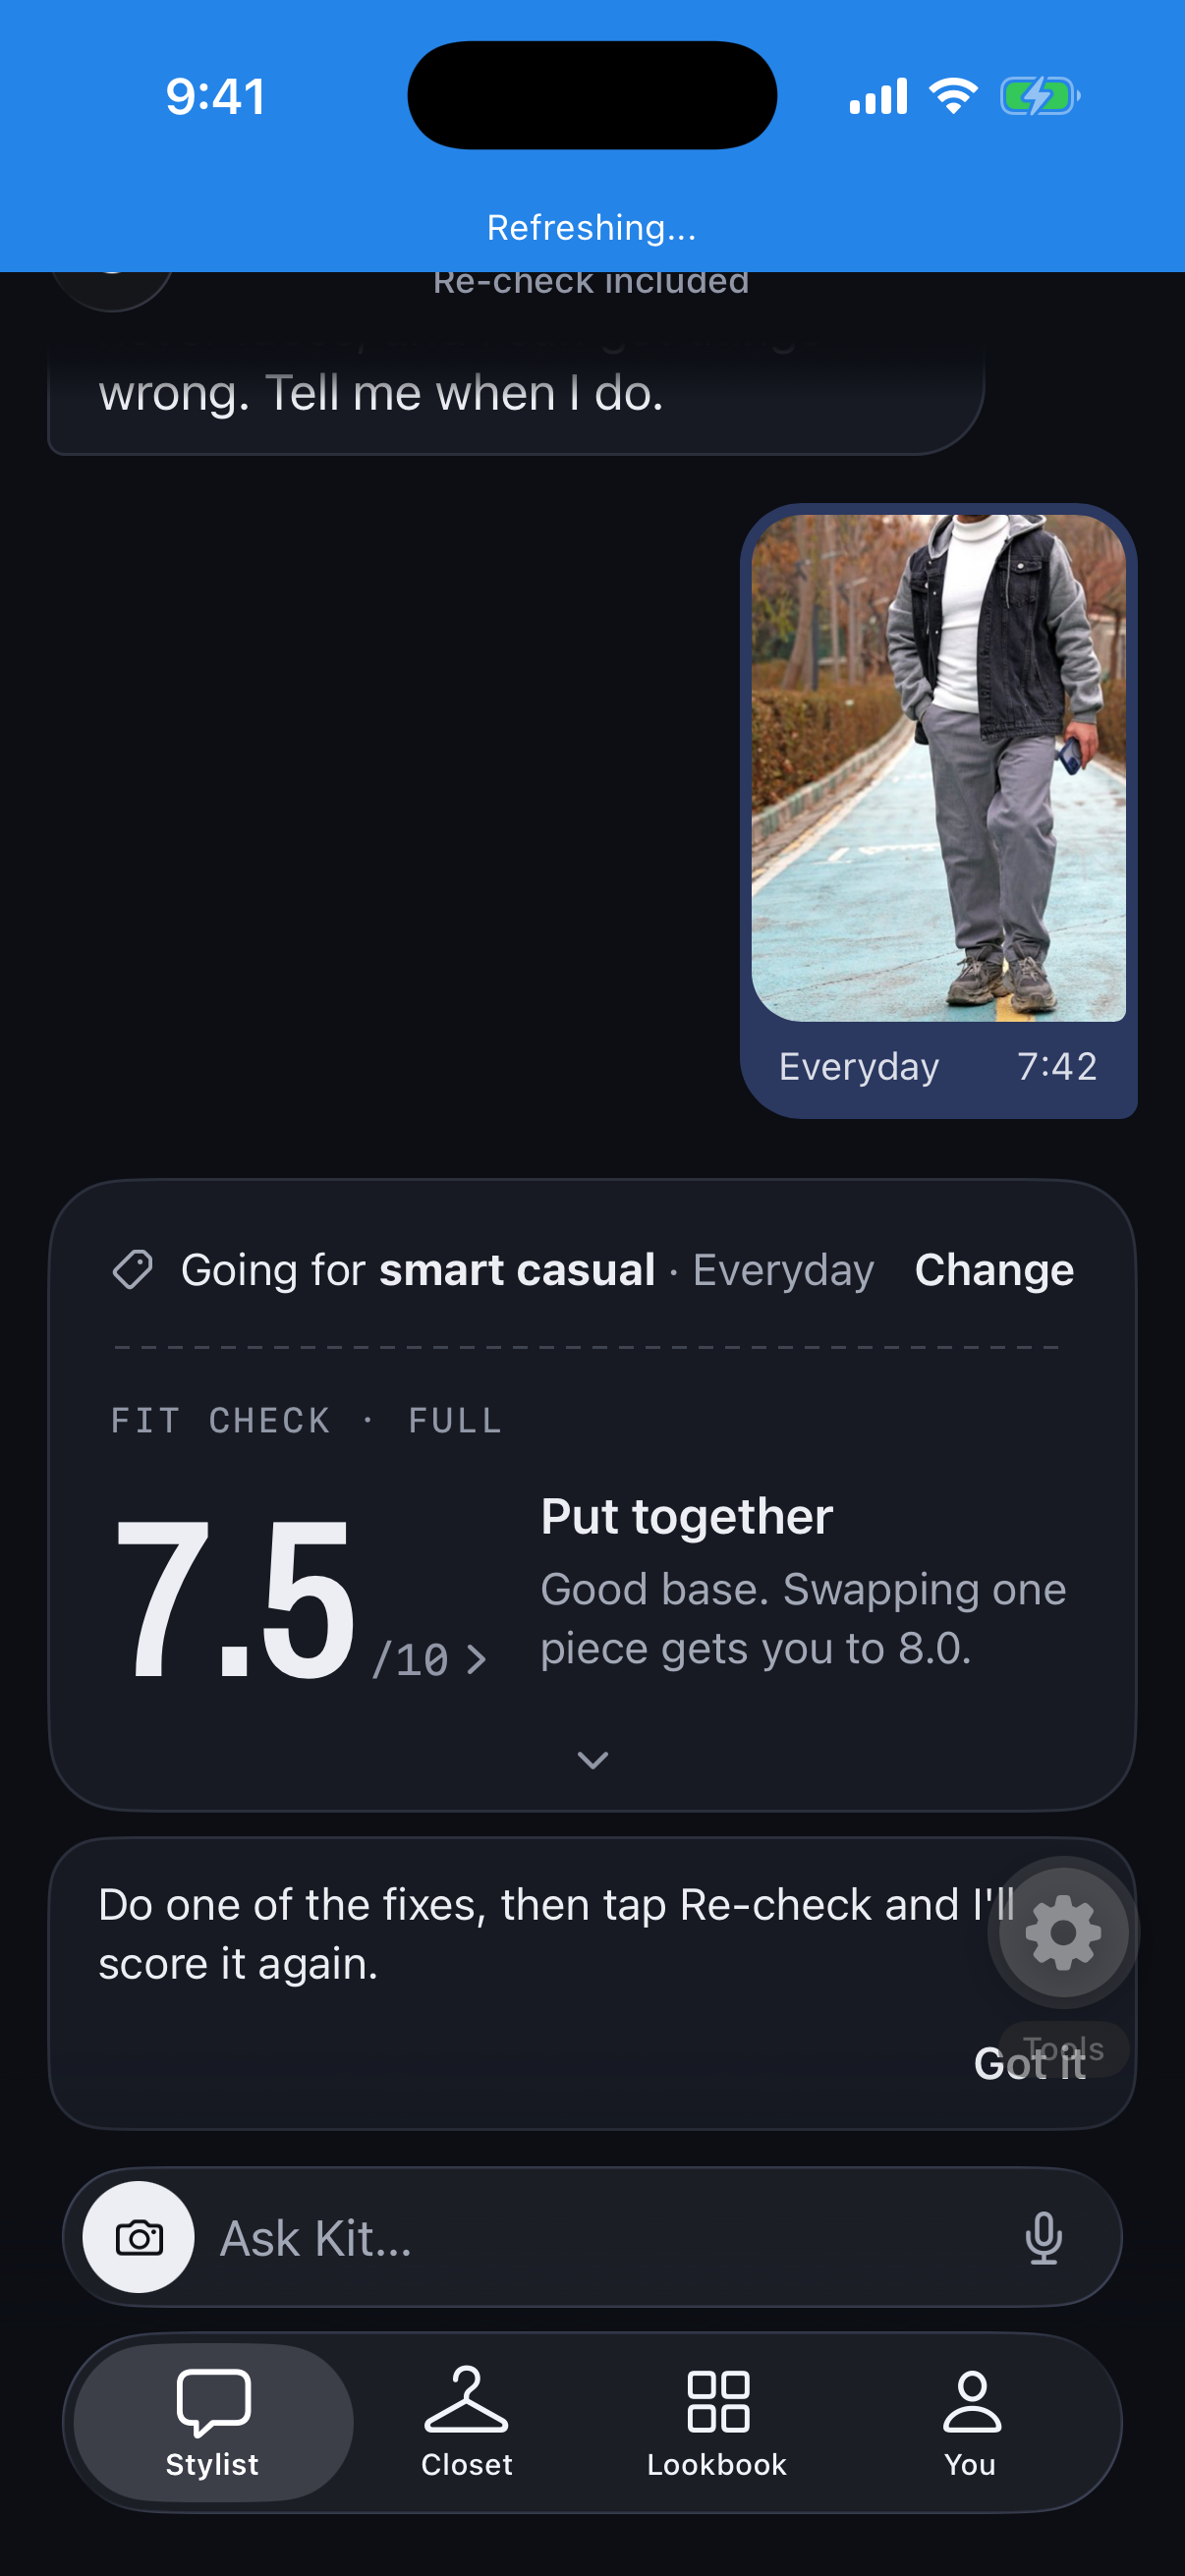 9:41
Refreshing...
Re-check included
wrong. Tell me when I do.
Everyday 7:42
Going for smart casual · Everyday Change
FIT CHECK · FULL
7.5 /10
Put together
Good base. Swapping one
piece gets you to 8.0.
Do one of the fixes, then tap Re-check and I'll
score it again.
Tools
Got it
Ask Kit...
Stylist Closet Lookbook You